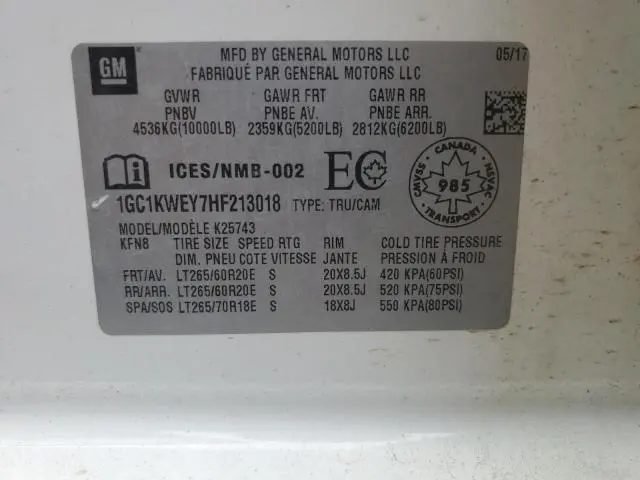 GM
MFD BY GENERAL MOTORS LLC 05/17
FABRIQUÉ PAR GENERAL MOTORS LLC
GVWR GAWR FRT GAWR RR
PNBV PNBE AV. PNBE ARR.
4536KG(10000LB) 2359KG(5200LB) 2812KG(6200LB)
ICES/NMB-002 EC CANADA CMVSS 985 NSVAC TRANSPORT
1GC1KWEY7HF213018 TYPE: TRU/CAM
MODEL/MODÈLE K25743
KFN8 TIRE SIZE SPEED RTG RIM COLD TIRE PRESSURE
DIM. PNEU COTE VITESSE JANTE PRESSION À FROID
FRT/AV. LT265/60R20E S 20X8.5J 420 KPA(60PSI)
RR/ARR. LT265/60R20E S 20X8.5J 520 KPA(75PSI)
SPA/SOS LT265/70R18E S 18X8J 550 KPA(80PSI)